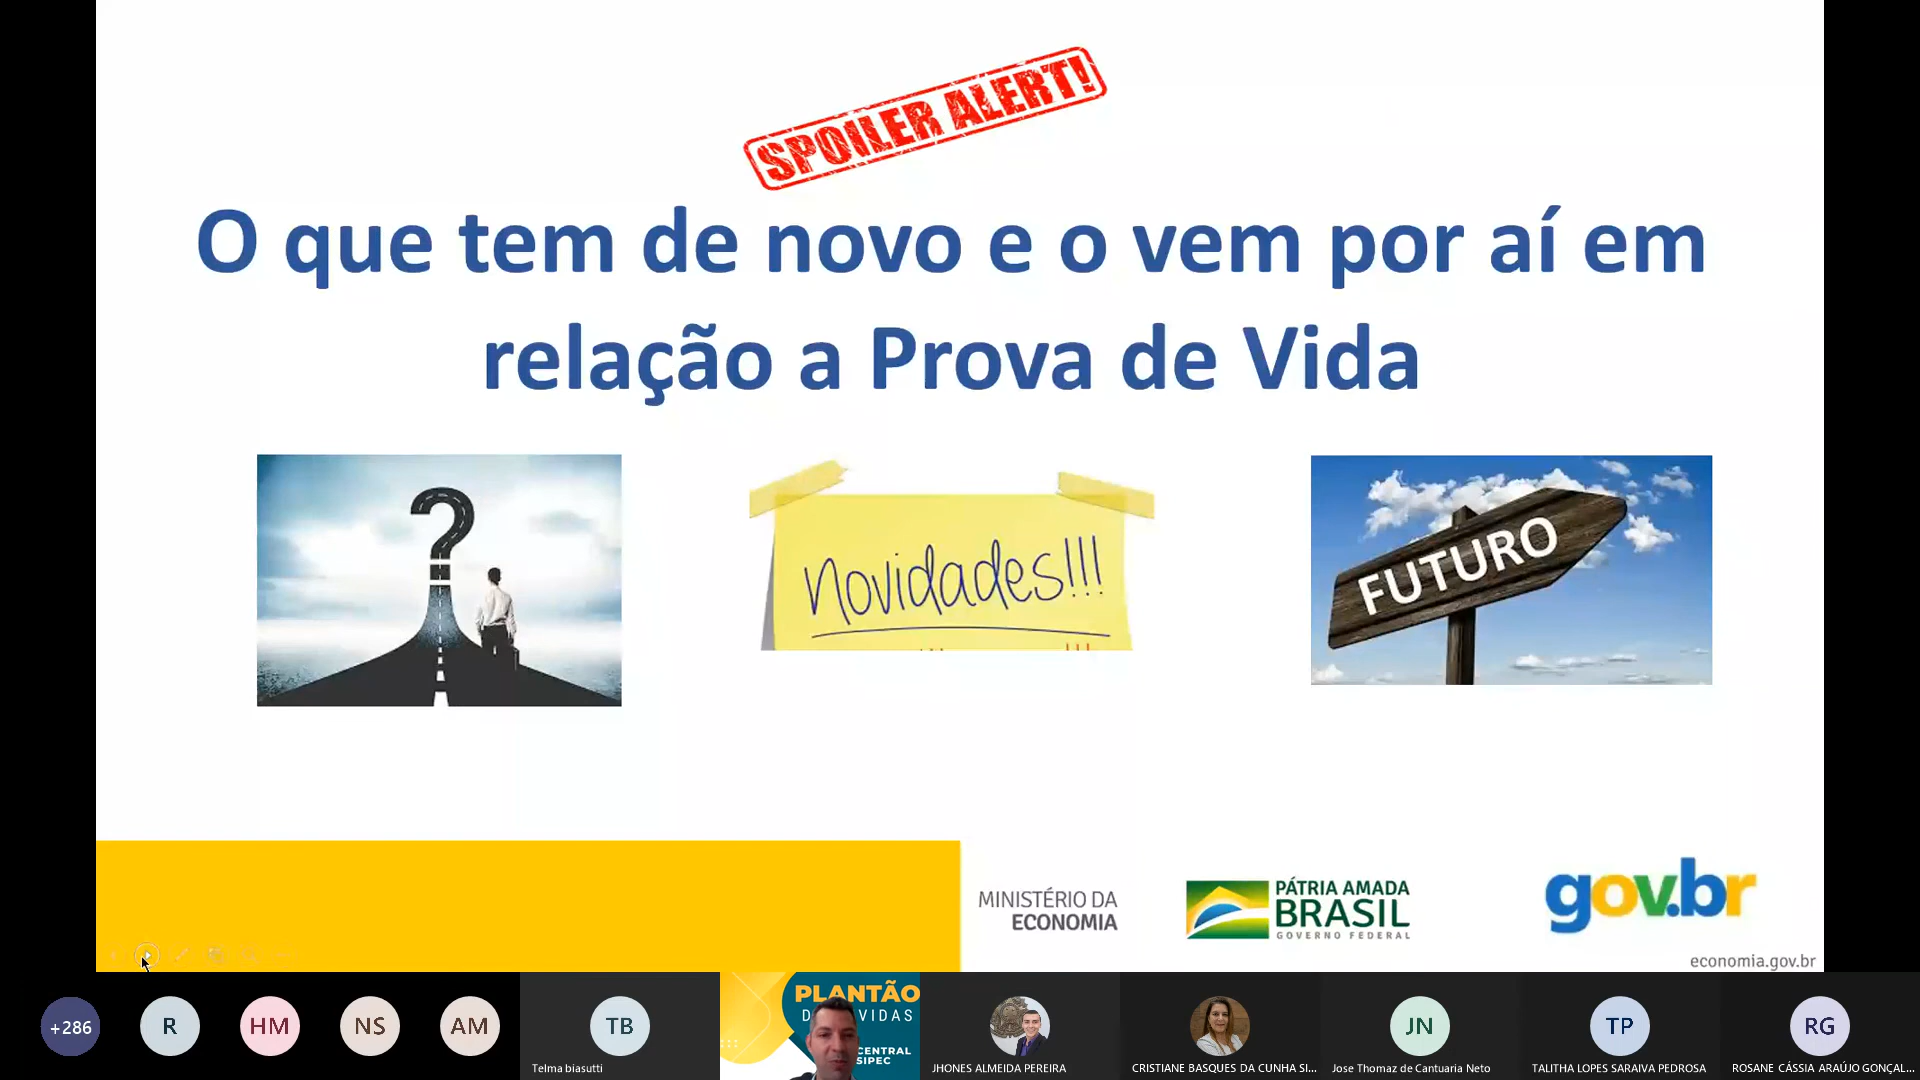 SPOILER ALERT!
O que tem de novo e o vem por aí em
relação a Prova de Vida
?
Novidades!!!
FUTURO
MINISTÉRIO DA
ECONOMIA
PÁTRIA AMADA
BRASIL
GOVERNO FEDERAL
gov.br
economia.gov.br
+286
R
HM
NS
AM
TB
Telma biasutti
PLANTÃO
CENTRAL
SIPEC
JHONES ALMEIDA PEREIRA
CRISTIANE BASQUES DA CUNHA SI...
JN
Jose Thomaz de Cantuaria Neto
TP
TALITHA LOPES SARAIVA PEDROSA
RG
ROSANE CÁSSIA ARAÚJO GONÇAL...